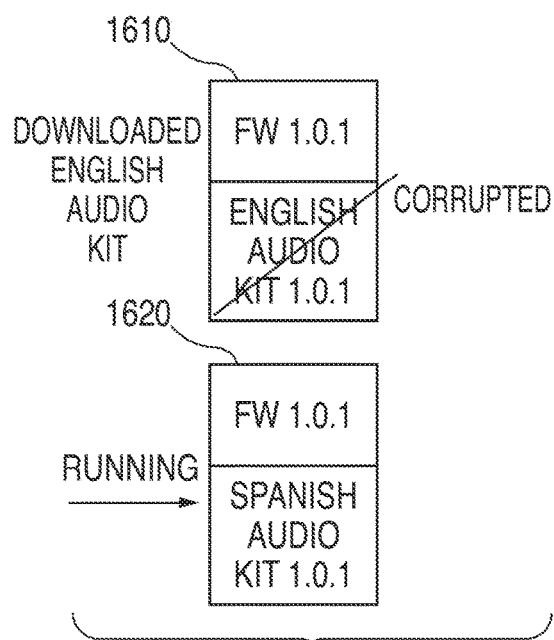 1610
DOWNLOADED
ENGLISH
AUDIO
KIT
FW 1.0.1
ENGLISH
AUDIO
KIT 1.0.1
CORRUPTED
1620
RUNNING
FW 1.0.1
SPANISH
AUDIO
KIT 1.0.1